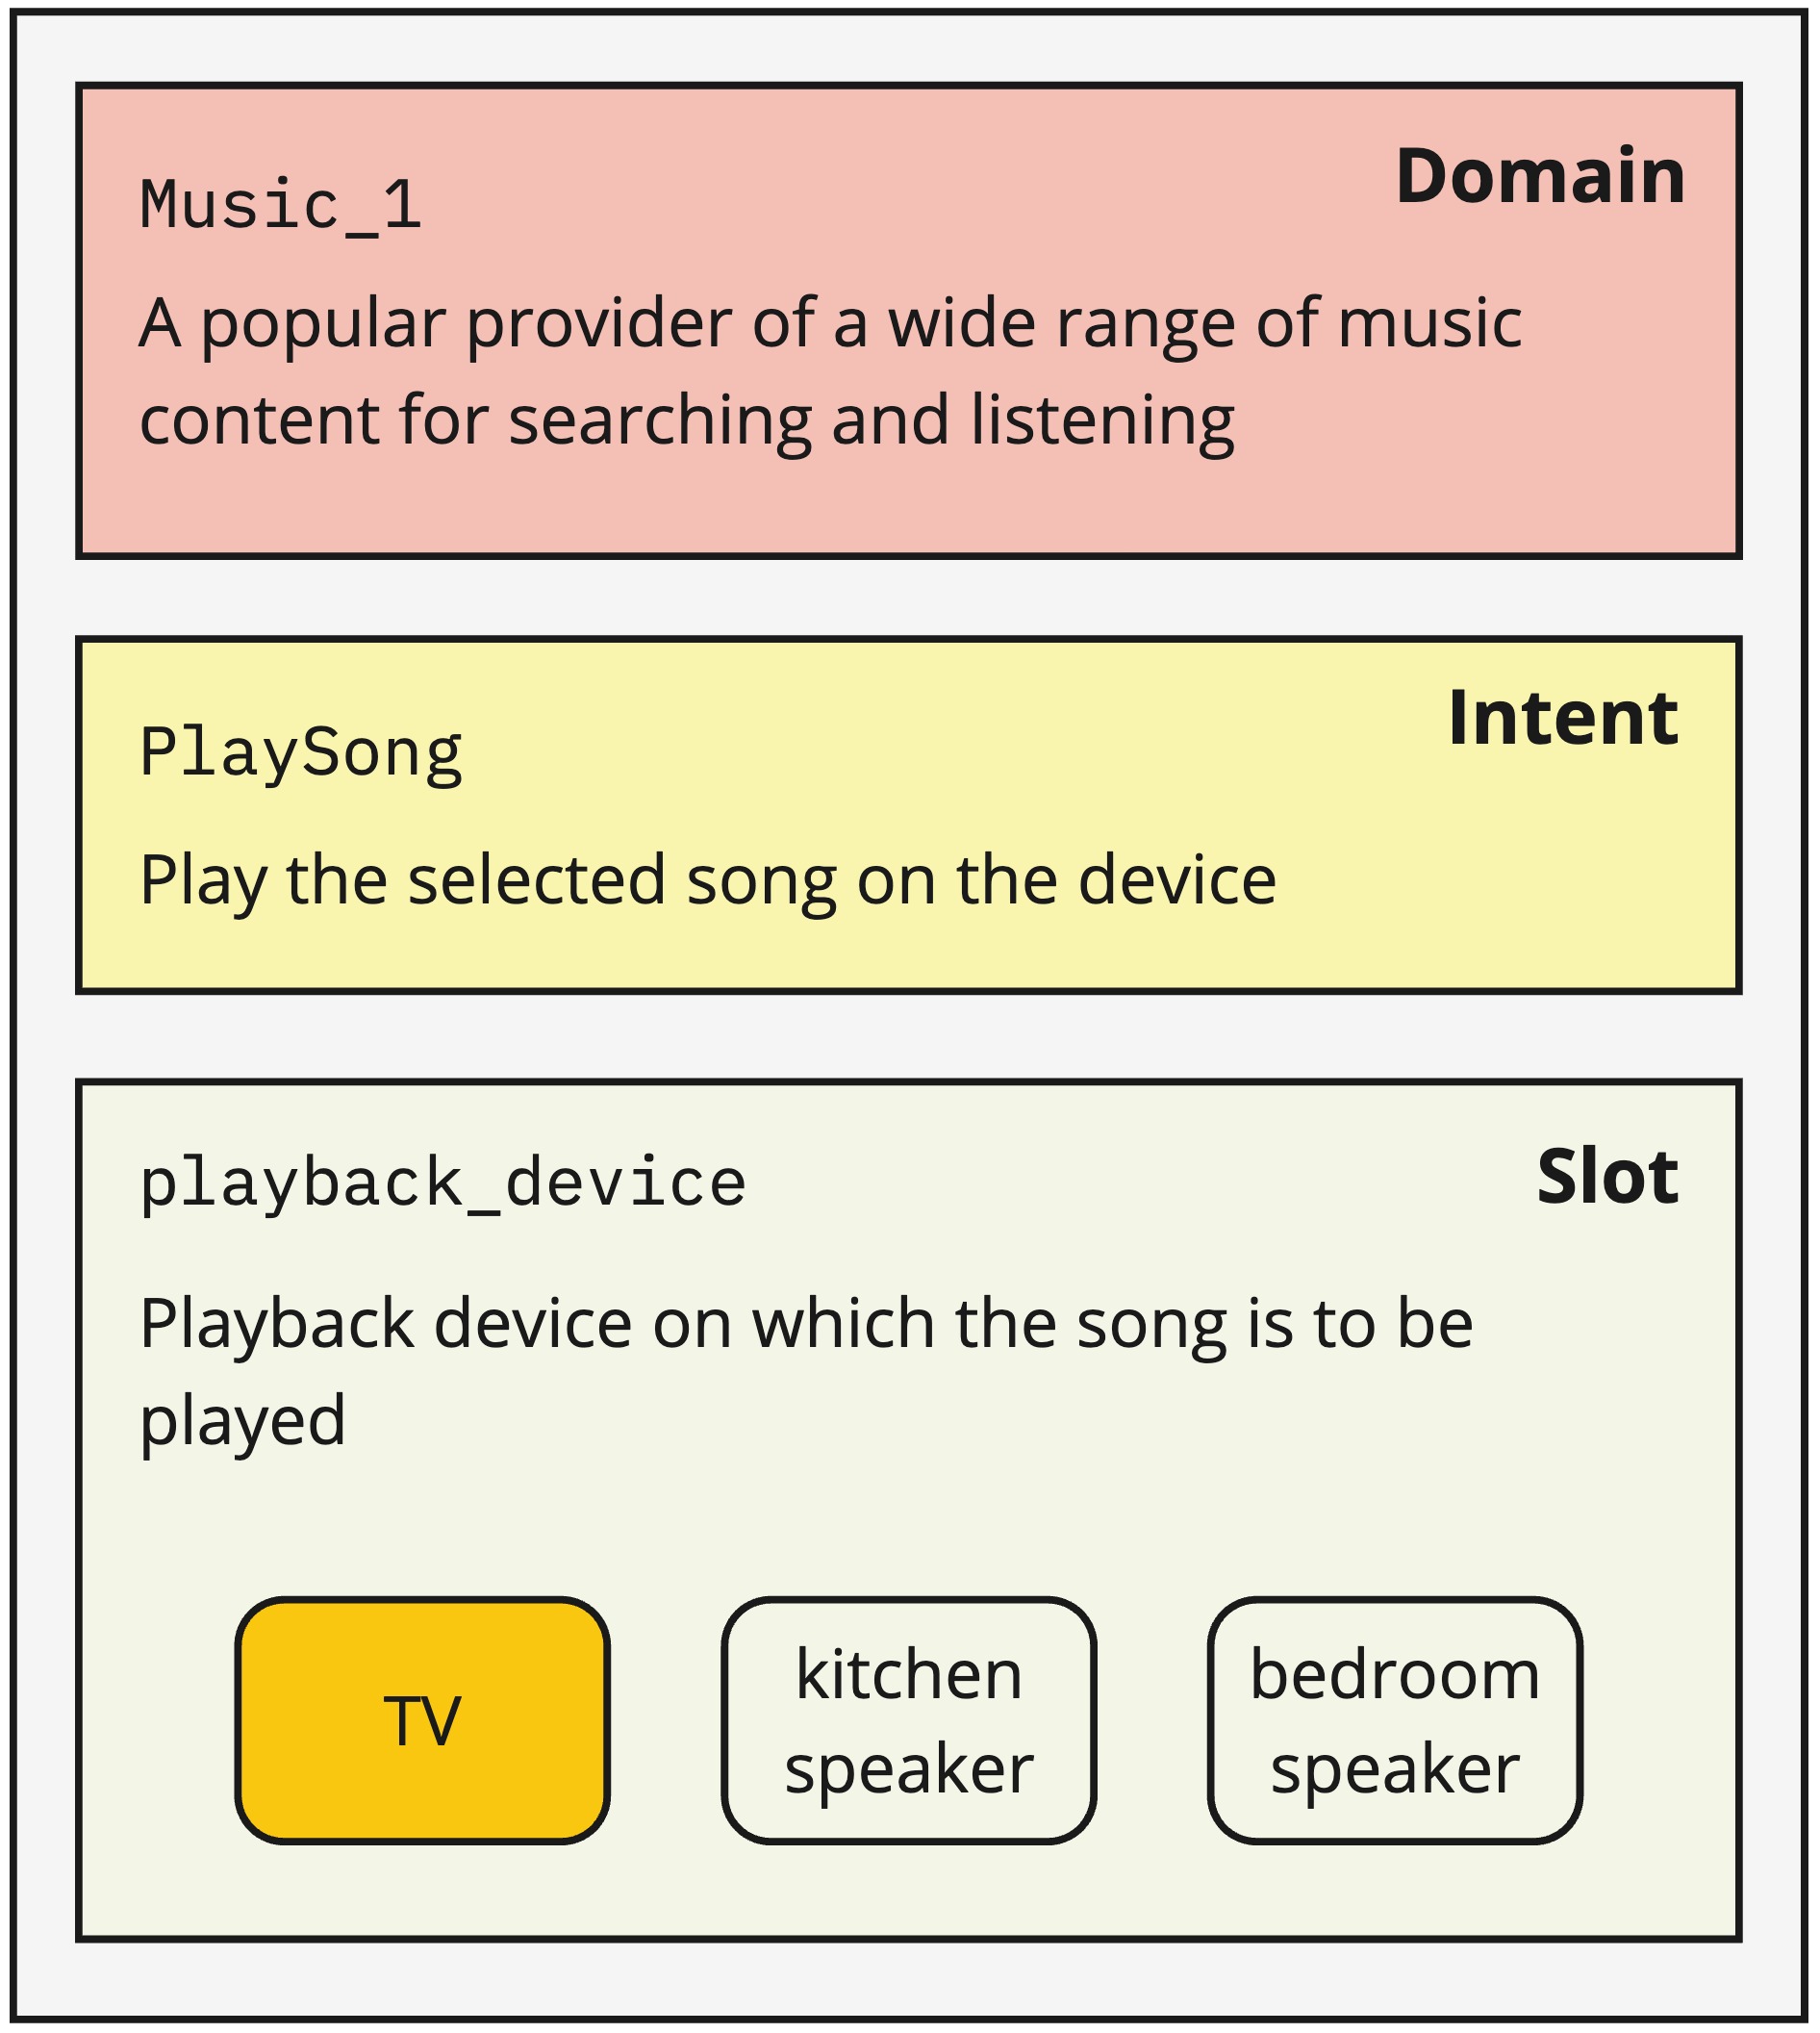 Domain
Music_1
A popular provider of a wide range of music
content for searching and listening
Intent
PlaySong
Play the selected song on the device
Slot
playback_device
Playback device on which the song is to be
played
TV
kitchen
speaker
bedroom
speaker